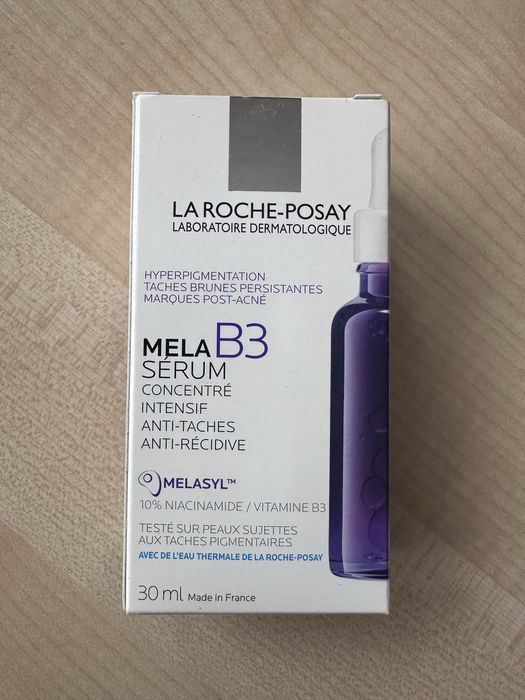 LA ROCHE-POSAY
LABORATOIRE DERMATOLOGIQUE
HYPERPIGMENTATION
TACHES BRUNES PERSISTANTES
MARQUES POST-ACNÉ
MELA B3
SÉRUM
CONCENTRÉ
INTENSIF
ANTI-TACHES
ANTI-RÉCIDIVE
MELASYL™
10% NIACINAMIDE / VITAMINE B3
TESTÉ SUR PEAUX SUJETTES
AUX TACHES PIGMENTAIRES
AVEC DE L'EAU THERMALE DE LA ROCHE-POSAY
30 ml Made in France